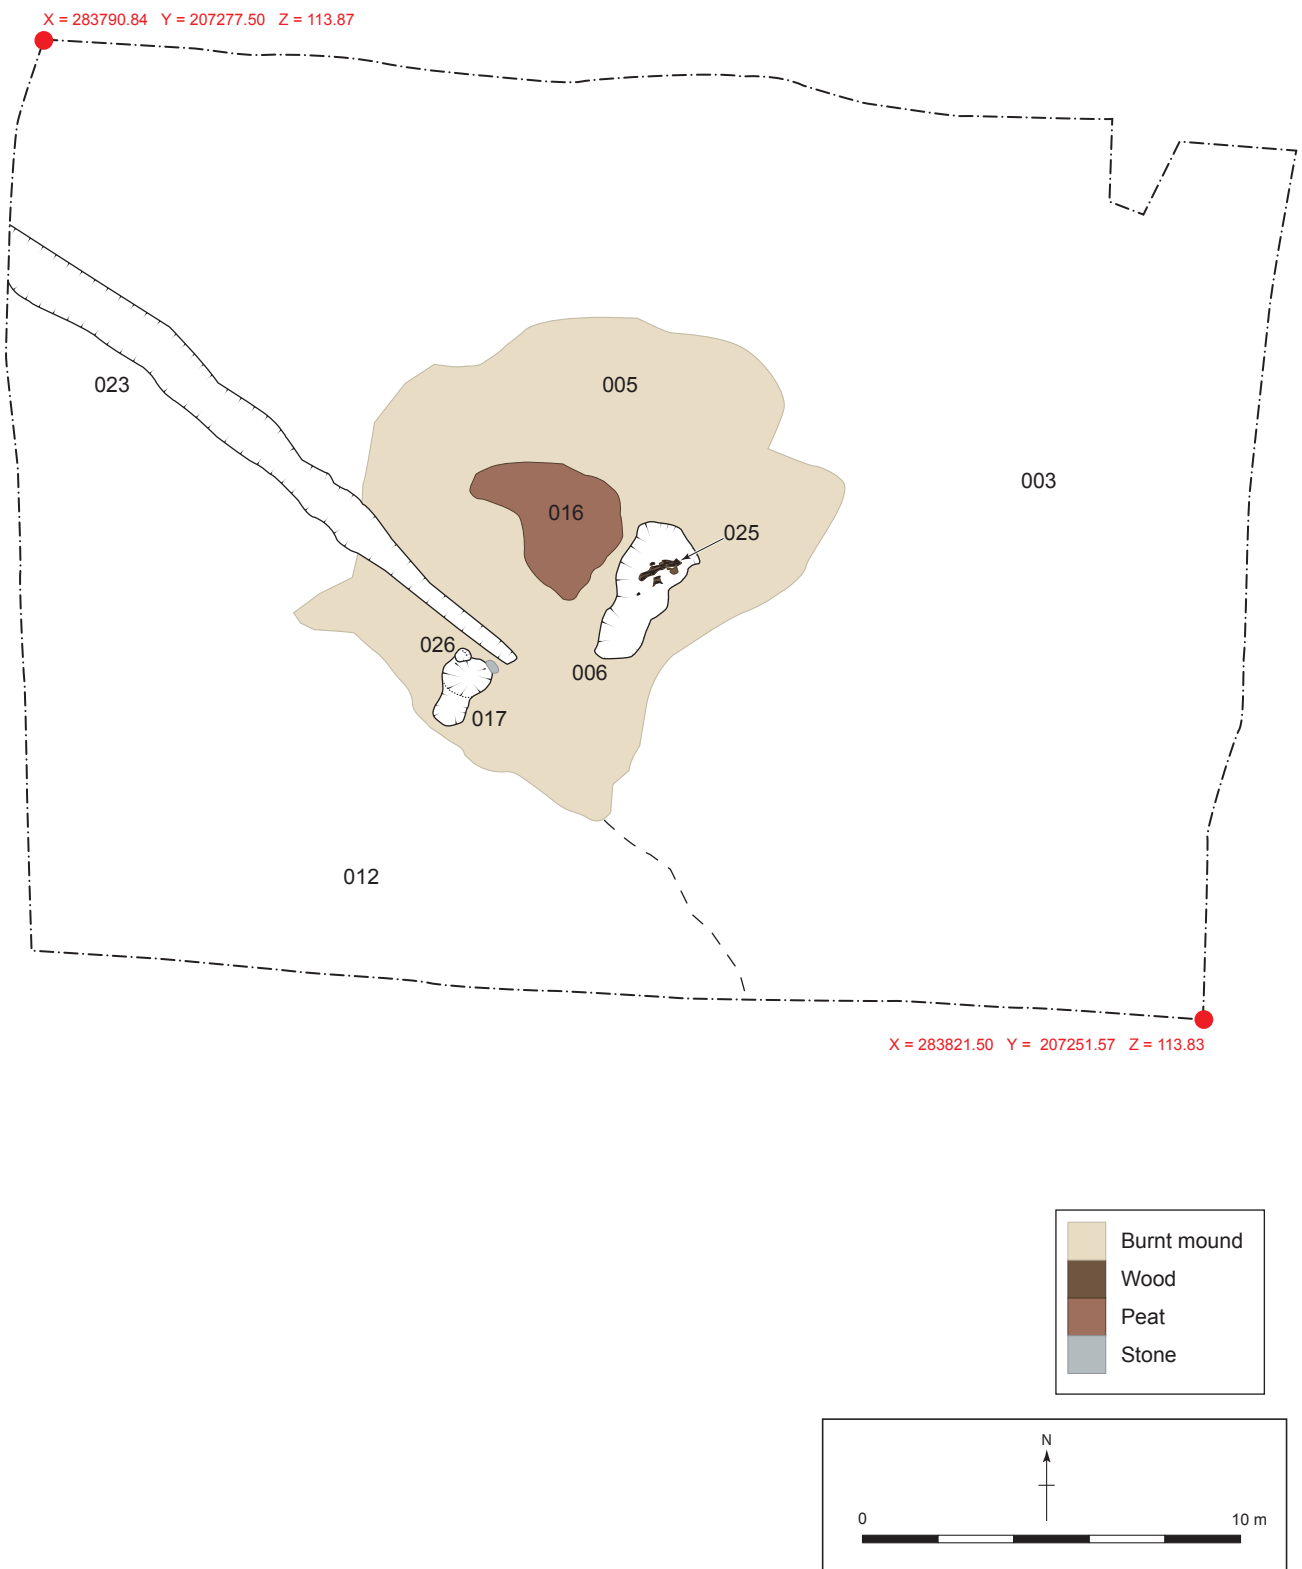 X = 283790.84 Y = 207277.50 Z = 113.87
023
005
003
016
025
026
006
017
012
X = 283821.50 Y = 207251.57 Z = 113.83
Burnt mound
Wood
Peat
Stone
N
0 10 m